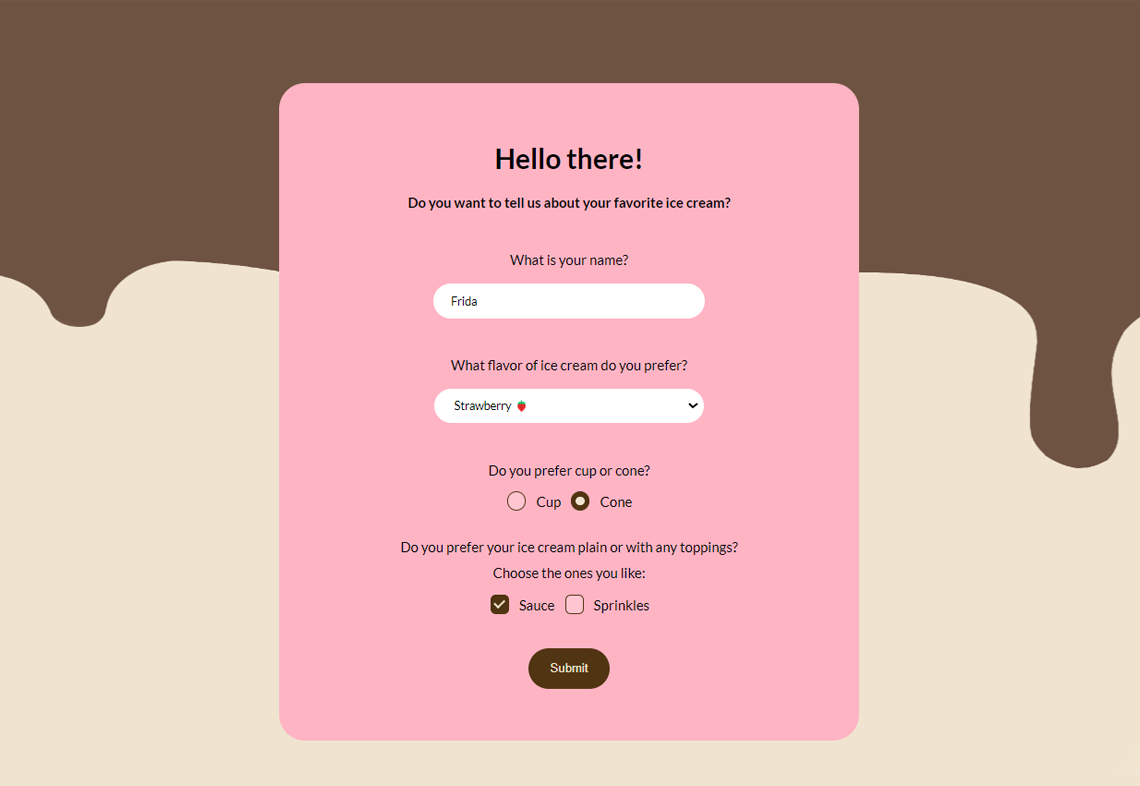 Hello there!
Do you want to tell us about your favorite ice cream?
What is your name?
Frida
What flavor of ice cream do you prefer?
Strawberry 🍓
Do you prefer cup or cone?
Cup Cone
Do you prefer your ice cream plain or with any toppings?
Choose the ones you like:
Sauce Sprinkles
Submit